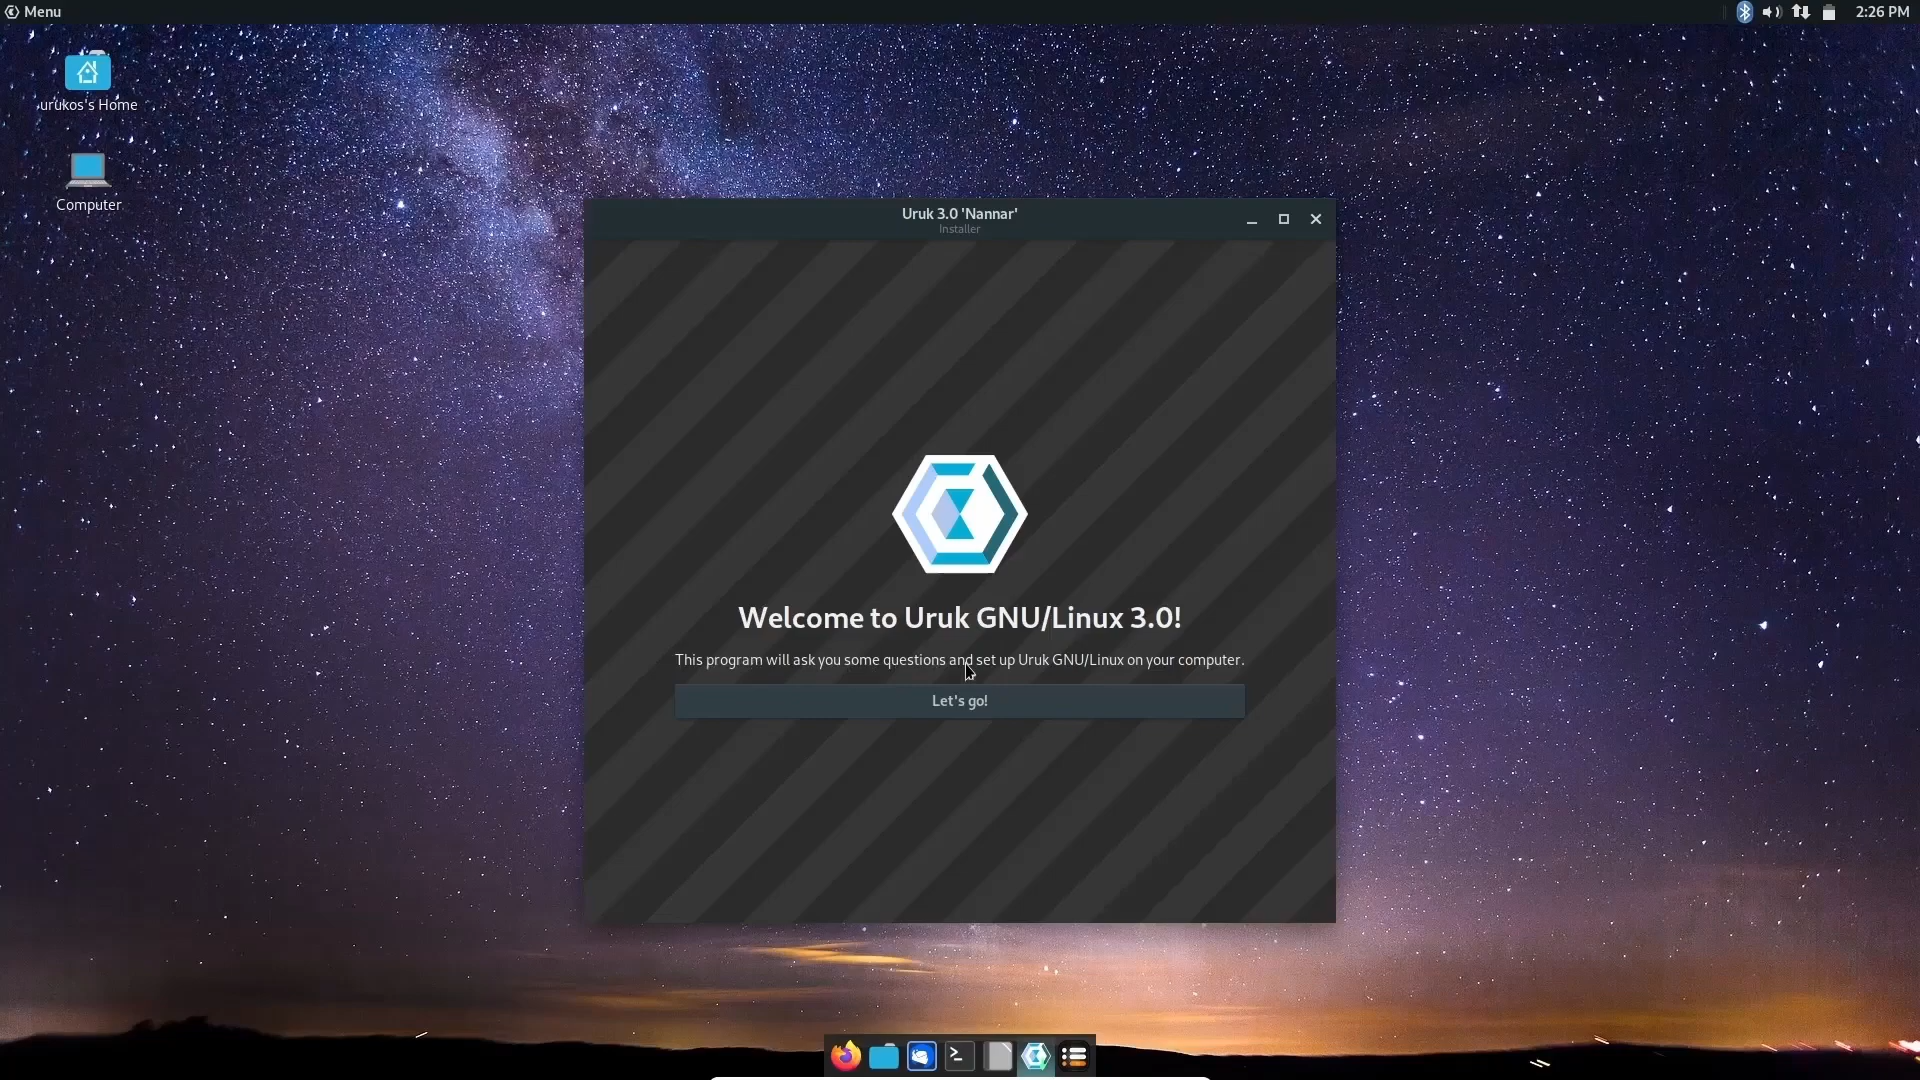 Menu
2:26 PM
urukos's Home
Computer
Uruk 3.0 'Nannar'
Installer
Welcome to Uruk GNU/Linux 3.0!
This program will ask you some questions and set up Uruk GNU/Linux on your computer.
Let's go!